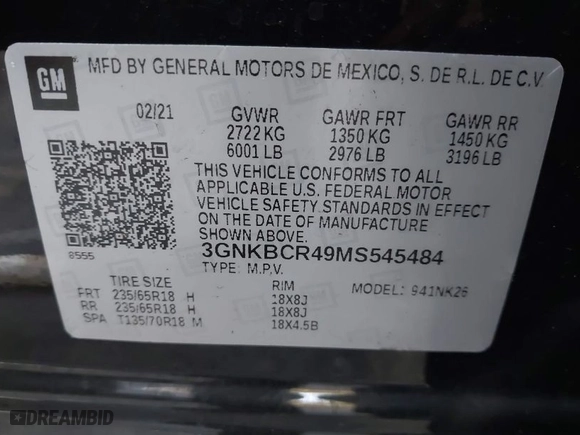 GM
MFD BY GENERAL MOTORS DE MEXICO, S. DE R.L. DE C.V.
02/21 GVWR GAWR FRT GAWR RR
2722 KG 1350 KG 1450 KG
6001 LB 2976 LB 3196 LB
THIS VEHICLE CONFORMS TO ALL
APPLICABLE U.S. FEDERAL MOTOR
VEHICLE SAFETY STANDARDS IN EFFECT
ON THE DATE OF MANUFACTURE
SHOWN ABOVE.
8555 3GNKBCR49MS545484
TYPE: M.P.V.
TIRE SIZE RIM MODEL: 941NK26
FRT 235/65R18 H 18X8J
RR 235/65R18 H 18X8J
SPA T135/70R18 M 18X4.5B
DREAMBID